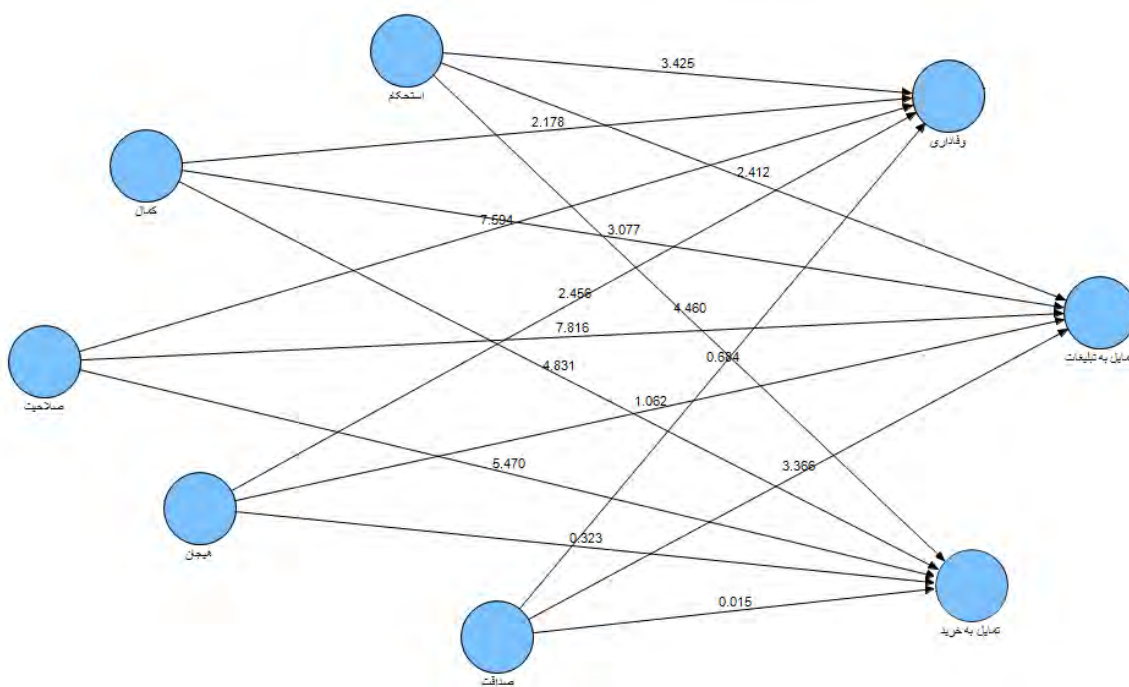 استحکام
3.425
وفاداری
2.178
کمال
2.412
7.594
3.077
2.456
4.460
7.816
0.684
مایل به تبلیغات
4.831
صلاحیت
1.062
5.470
3.366
هیجان
0.323
0.015
تمایل به خرید
صداقت